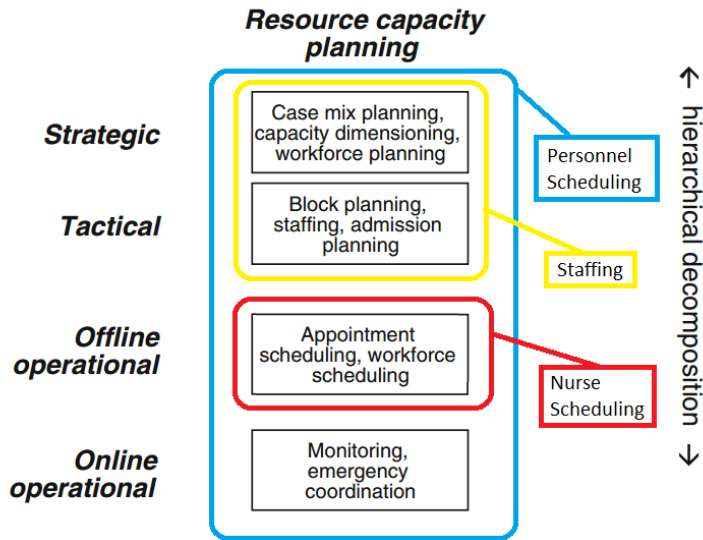 Resource capacity
planning
Strategic
Case mix planning,
capacity dimensioning,
workforce planning
Personnel
Scheduling
Tactical
Block planning,
staffing, admission
planning
Staffing
Offline
operational
Appointment
scheduling, workforce
scheduling
Nurse
Scheduling
Online
operational
Monitoring,
emergency
coordination
← hierarchical decomposition →